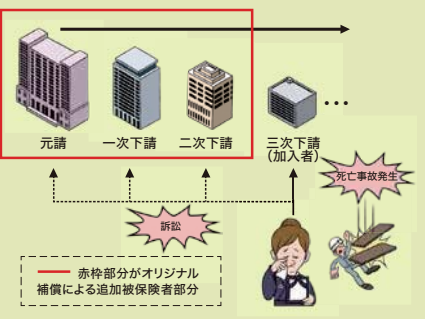 元請
一次下請
二次下請
三次下請
(加入者)
…
死亡事故発生
訴訟
赤枠部分がオリジナル
補償による追加被保険者部分